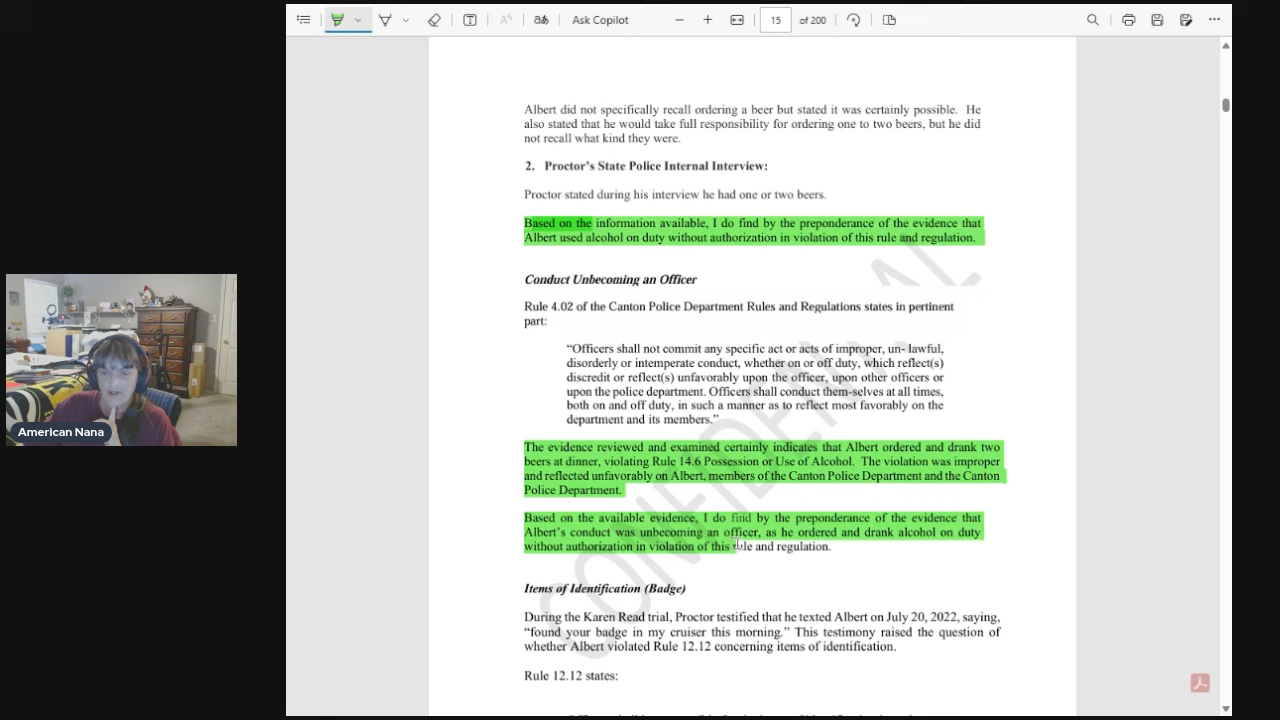 Ask Copilot
15 of 200
Albert did not specifically recall ordering a beer but stated it was certainly possible. He
also stated that he would take full responsibility for ordering one to two beers, but he did
not recall what kind they were.
2. Proctor's State Police Internal Interview:
Proctor stated during his interview he had one or two beers.
Based on the information available, I do find by the preponderance of the evidence that
Albert used alcohol on duty without authorization in violation of this rule and regulation.
Conduct Unbecoming an Officer
Rule 4.02 of the Canton Police Department Rules and Regulations states in pertinent
part:
“Officers shall not commit any specific act or acts of improper, un- lawful,
disorderly or intemperate conduct, whether on or off duty, which reflect(s)
discredit or reflect(s) unfavorably upon the officer, upon other officers or
upon the police department. Officers shall conduct them-selves at all times,
both on and off duty, in such a manner as to reflect most favorably on the
department and its members.”
The evidence reviewed and examined certainly indicates that Albert ordered and drank two
beers at dinner, violating Rule 14.6 Possession or Use of Alcohol. The violation was improper
and reflected unfavorably on Albert, members of the Canton Police Department and the Canton
Police Department.
Based on the available evidence, I do find by the preponderance of the evidence that
Albert's conduct was unbecoming an officer, as he ordered and drank alcohol on duty
without authorization in violation of this rule and regulation.
Items of Identification (Badge)
During the Karen Read trial, Proctor testified that he texted Albert on July 20, 2022, saying,
“found your badge in my cruiser this morning.” This testimony raised the question of
whether Albert violated Rule 12.12 concerning items of identification.
Rule 12.12 states:
CONFIDENTIAL
American Nana